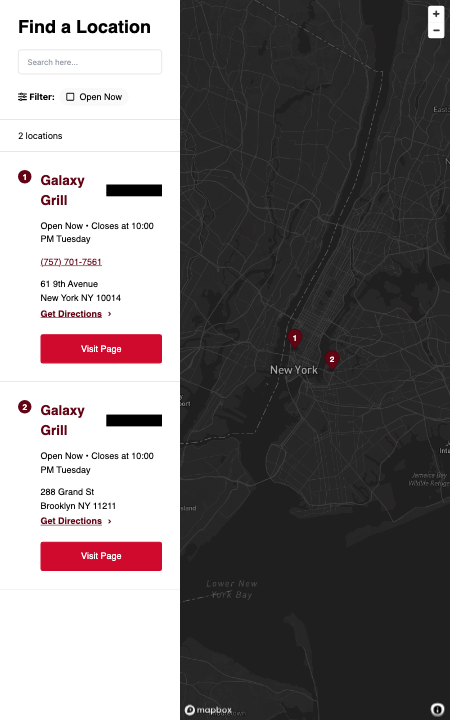 Find a Location
Search here...
Filter:
Open Now
2 locations
1
Galaxy
Grill
Open Now • Closes at 10:00
PM Tuesday
(757) 701-7561
61 9th Avenue
New York NY 10014
Get Directions >
Visit Page
2
Galaxy
Grill
Open Now • Closes at 10:00
PM Tuesday
288 Grand St
Brooklyn NY 11211
Get Directions >
Visit Page
+
−
1
2
New York
Jamaica Bay
Wildlife Refuge
Lower New
York Bay
mapbox